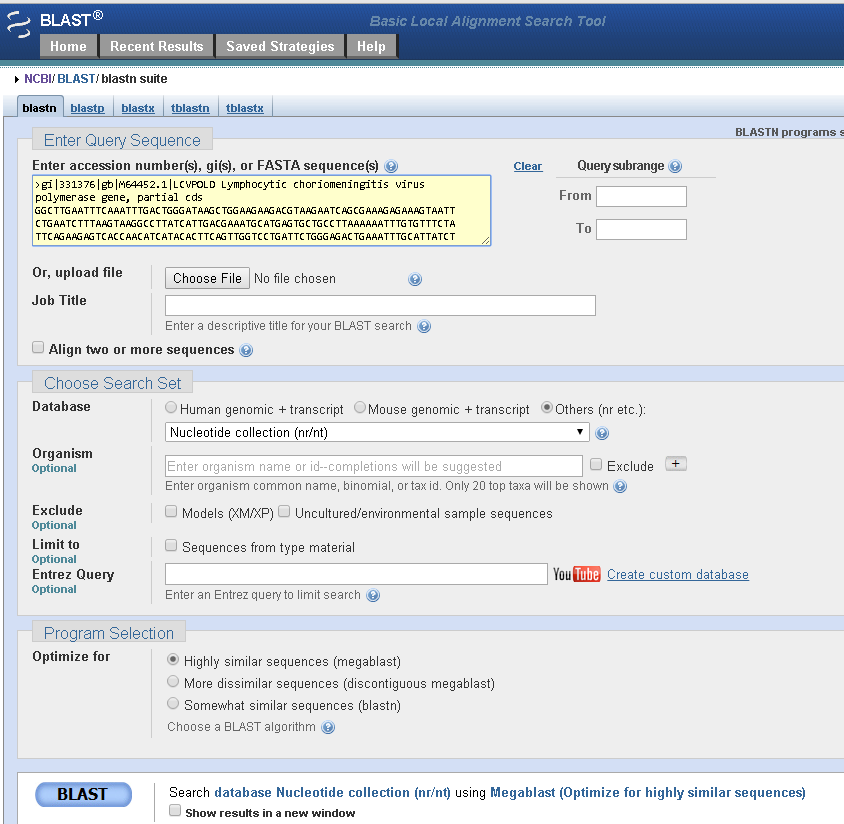 BLAST® Basic Local Alignment Search Tool
Home Recent Results Saved Strategies Help
NCBI/ BLAST/ blastn suite
blastn blastp blastx tblastn tblastx
Enter Query Sequence
BLASTN programs s
Enter accession number(s), gi(s), or FASTA sequence(s) Clear Query subrange
>gi|331376|gb|M64452.1|LCVPOLD Lymphocytic choriomeningitis virus
polymerase gene, partial cds
GGCTTGAATTTCAAATTTGACTGGGATAAGCTGGAAGAAGACGTAAGAATCAGCGAAAGAGAAAGTAATT
CTGAATCTTTAAGTAAGGCCTTATCATTGACGAAATGCATGAGTGCTGCCTTAAAAAATTTGTGTTTCTA
TTCAGAAGAGTCACCAACATCATACACTTCAGTTGGTCCTGATTCTGGGAGACTGAAATTTGCATTATCT
From
To
Or, upload file Choose File No file chosen
Job Title
Enter a descriptive title for your BLAST search
Align two or more sequences
Choose Search Set
Database Human genomic + transcript Mouse genomic + transcript Others (nr etc.):
Nucleotide collection (nr/nt)
Organism
Optional
Enter organism name or id--completions will be suggested Exclude +
Enter organism common name, binomial, or tax id. Only 20 top taxa will be shown
Exclude
Optional
Models (XM/XP) Uncultured/environmental sample sequences
Limit to
Optional
Sequences from type material
Entrez Query
Optional
YouTube Create custom database
Enter an Entrez query to limit search
Program Selection
Optimize for
Highly similar sequences (megablast)
More dissimilar sequences (discontiguous megablast)
Somewhat similar sequences (blastn)
Choose a BLAST algorithm
BLAST Search database Nucleotide collection (nr/nt) using Megablast (Optimize for highly similar sequences)
Show results in a new window